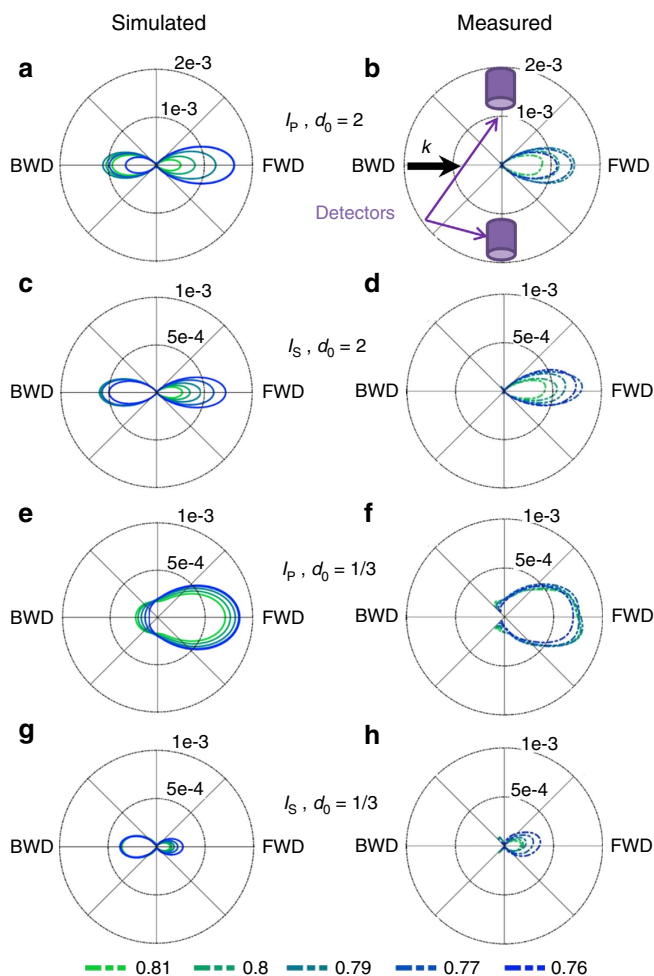 Simulated
Measured
a
2e-3
1e-3
BWD
FWD
I_P , d_0 = 2
b
2e-3
1e-3
BWD
k
FWD
Detectors
c
1e-3
5e-4
BWD
FWD
I_S , d_0 = 2
d
1e-3
5e-4
BWD
FWD
e
1e-3
5e-4
BWD
FWD
I_P , d_0 = 1/3
f
1e-3
5e-4
BWD
FWD
g
1e-3
5e-4
BWD
FWD
I_S , d_0 = 1/3
h
1e-3
5e-4
BWD
FWD
0.81 0.8 0.79 0.77 0.76